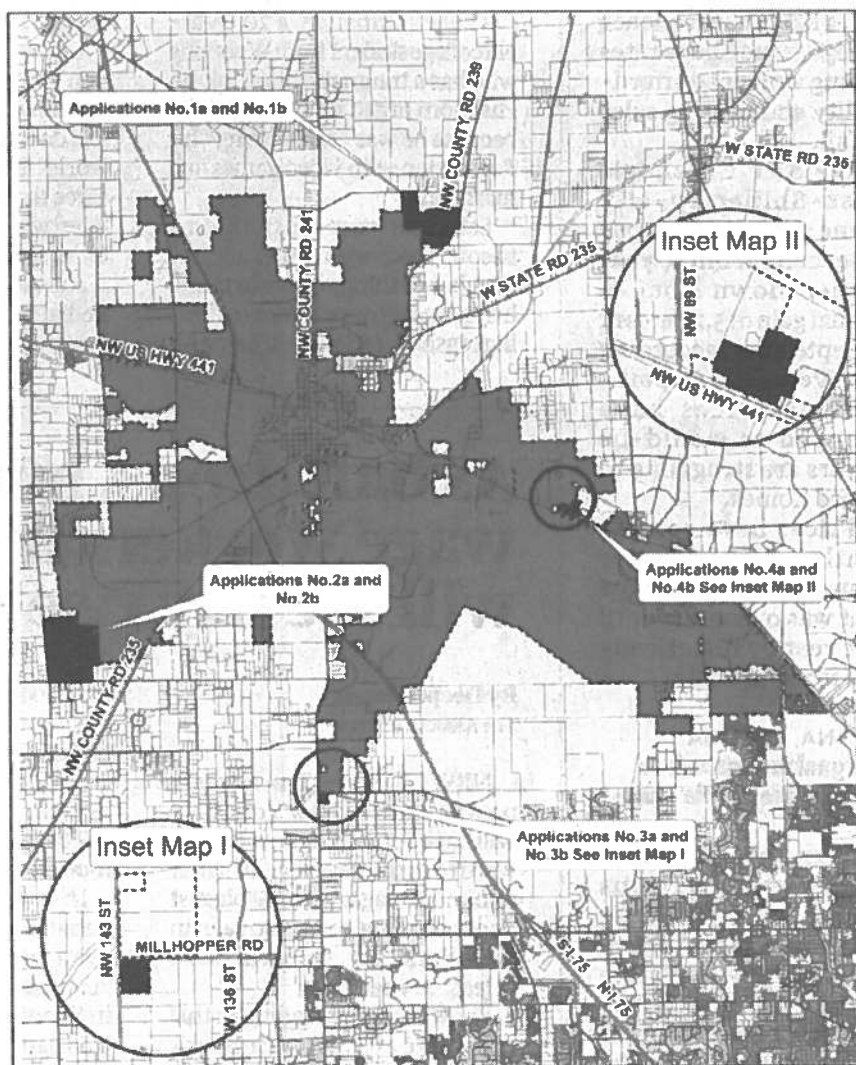 Applications No.1a and No.1b
NW COUNTY RD 239
W STATE RD 235
Inset Map II
NW 89 ST
NW US HWY 441
NW COUNTY RD 241
W STATE RD 235
NW US HWY 441
Applications No.4a and
No.4b See Inset Map II
Applications No.2a and
No.2b
NW COUNTY RD 235
Applications No.3a and
No.3b See Inset Map I
Inset Map I
NW 143 ST
MILLHOPPER RD
W 136 ST
S I-75
N I-75